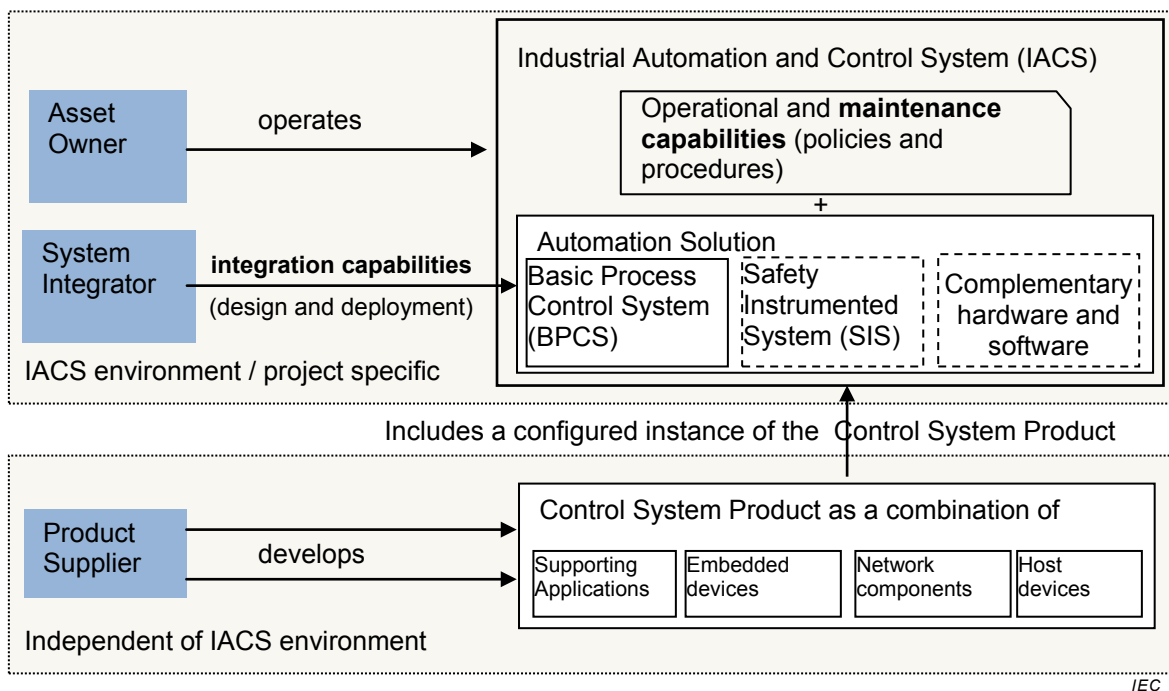 Industrial Automation and Control System (IACS)
Asset
Owner
operates
Operational and maintenance
capabilities (policies and
procedures)
+
System
Integrator
integration capabilities
(design and deployment)
Automation Solution
Basic Process
Control System
(BPCS)
Safety
Instrumented
System (SIS)
Complementary
hardware and
software
IACS environment / project specific
Includes a configured instance of the Control System Product
Product
Supplier
develops
Control System Product as a combination of
Supporting
Applications
Embedded
devices
Network
components
Host
devices
Independent of IACS environment
IEC